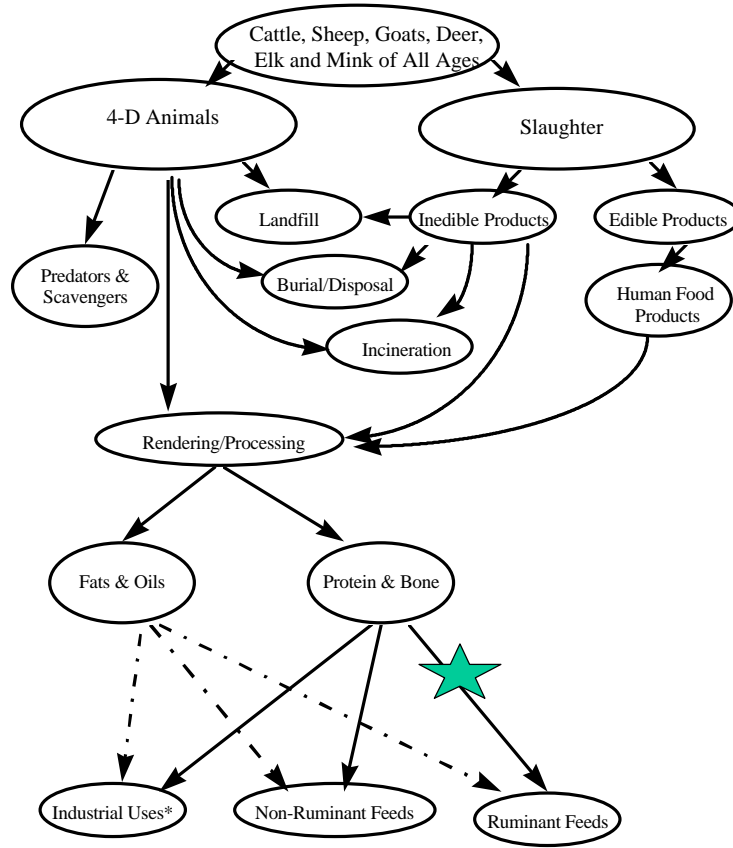 Cattle, Sheep, Goats, Deer,
Elk and Mink of All Ages
4-D Animals
Slaughter
Landfill
Inedible Products
Edible Products
Predators &
Scavengers
Burial/Disposal
Human Food
Products
Incineration
Rendering/Processing
Fats & Oils
Protein & Bone
Industrial Uses*
Non-Ruminant Feeds
Ruminant Feeds